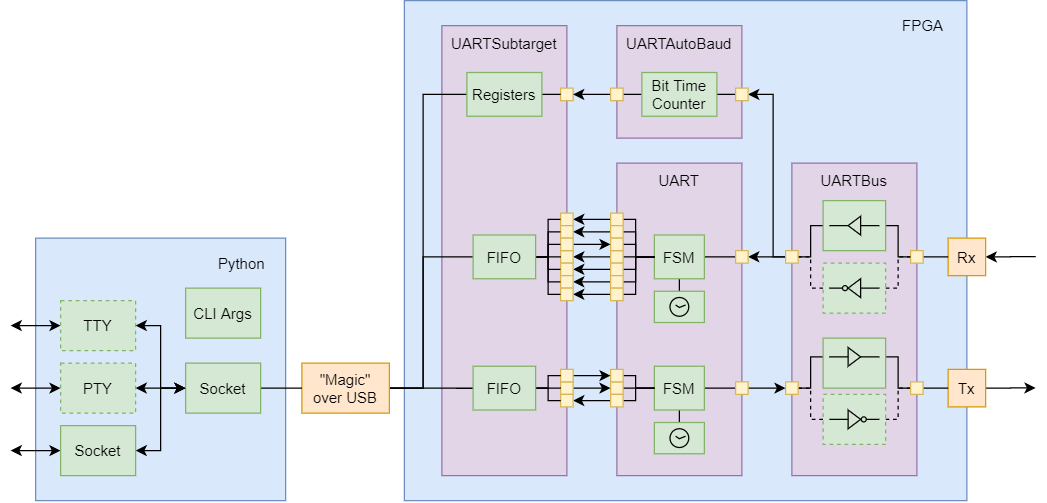 FPGA
UARTSubtarget
UARTAutoBaud
Registers
Bit Time
Counter
UART
UARTBus
FIFO
FSM
Rx
Python
CLI Args
TTY
PTY
Socket
Socket
"Magic"
over USB
FIFO
FSM
Tx